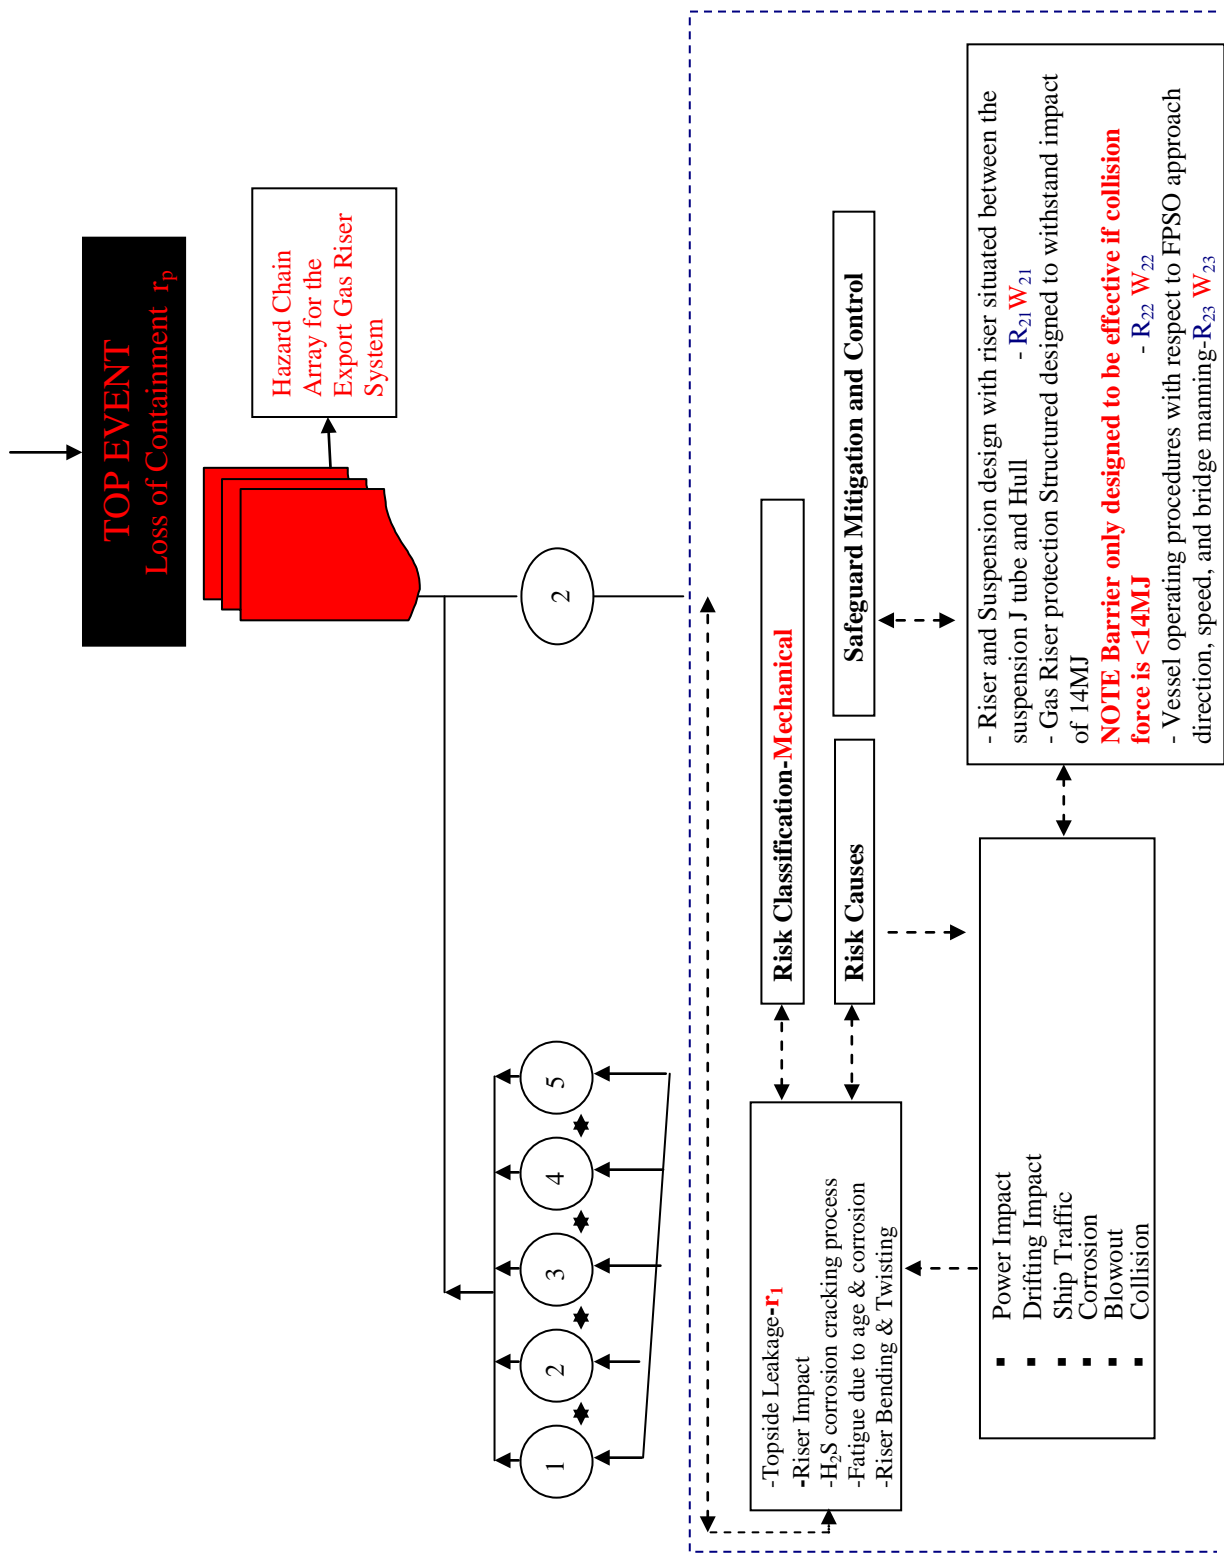 TOP EVENT
Loss of Containment rp
Hazard Chain
Array for the
Export Gas Riser
System
1
2
3
4
5
2
Risk Classification-Mechanical
Risk Causes
Safeguard Mitigation and Control
-Topside Leakage-r1
-Riser Impact
-H2S corrosion cracking process
-Fatigue due to age & corrosion
-Riser Bending & Twisting
▪ Power Impact
▪ Drifting Impact
▪ Ship Traffic
▪ Corrosion
▪ Blowout
▪ Collision
- Riser and Suspension design with riser situated between the
suspension J tube and Hull - R21 W21
- Gas Riser protection Structured designed to withstand impact
of 14MJ
NOTE Barrier only designed to be effective if collision
force is <14MJ - R22 W22
- Vessel operating procedures with respect to FPSO approach
direction, speed, and bridge manning-R23 W23